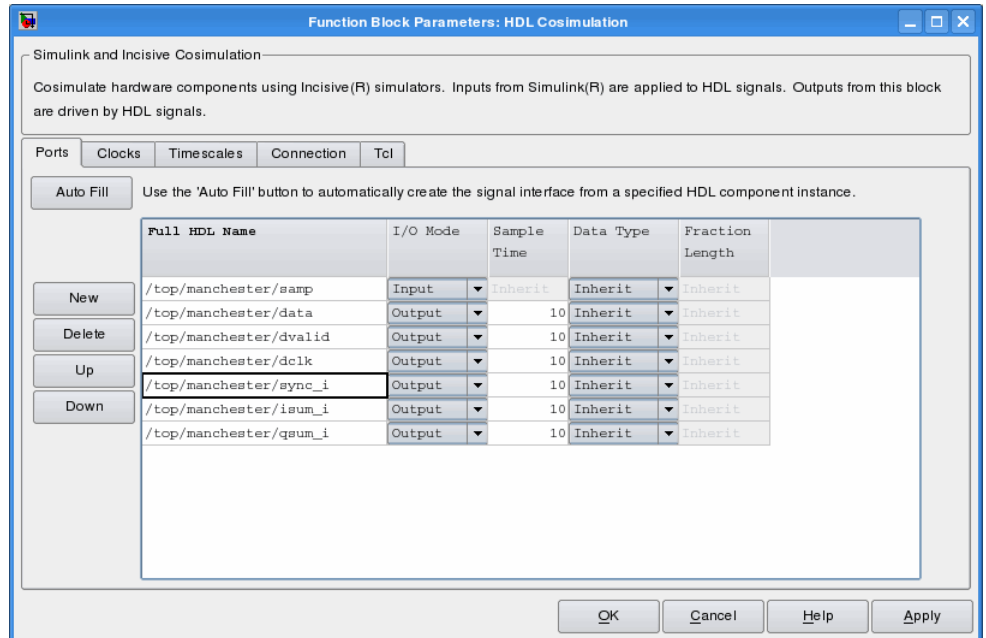 Function Block Parameters: HDL Cosimulation
Simulink and Incisive Cosimulation
Cosimulate hardware components using Incisive(R) simulators. Inputs from Simulink(R) are applied to HDL signals. Outputs from this block
are driven by HDL signals.
Ports Clocks Timescales Connection Tcl
Auto Fill Use the 'Auto Fill' button to automatically create the signal interface from a specified HDL component instance.
Full HDL Name I/O Mode Sample Time Data Type Fraction Length
/top/manchester/samp Input Inherit Inherit Inherit
/top/manchester/data Output 10 Inherit Inherit
/top/manchester/dvalid Output 10 Inherit Inherit
/top/manchester/dclk Output 10 Inherit Inherit
/top/manchester/sync_i Output 10 Inherit Inherit
/top/manchester/isum_i Output 10 Inherit Inherit
/top/manchester/qsum_i Output 10 Inherit Inherit
New
Delete
Up
Down
OK Cancel Help Apply